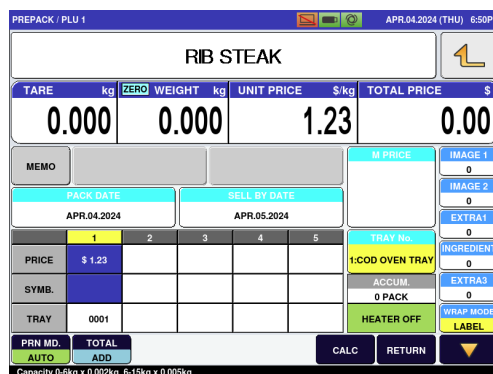 PREPACK / PLU 1 APR.04.2024 (THU) 6:50P
RIB STEAK
TARE kg ZERO WEIGHT kg UNIT PRICE $/kg TOTAL PRICE $
0.000 0.000 1.23 0.00
MEMO M PRICE IMAGE 1
0
IMAGE 2
0
PACK DATE SELL BY DATE
APR.04.2024 APR.05.2024
EXTRA1
0
1 2 3 4 5 TRAY No.
1:COD OVEN TRAY
INGREDIENT
0
PRICE $ 1.23
SYMB. ACCUM.
0 PACK
EXTRA3
0
TRAY 0001 HEATER OFF WRAP MODE
LABEL
PRN MD. TOTAL
AUTO ADD CALC RETURN
Capacity 0-6kg x 0.002kg, 6-15kg x 0.005kg